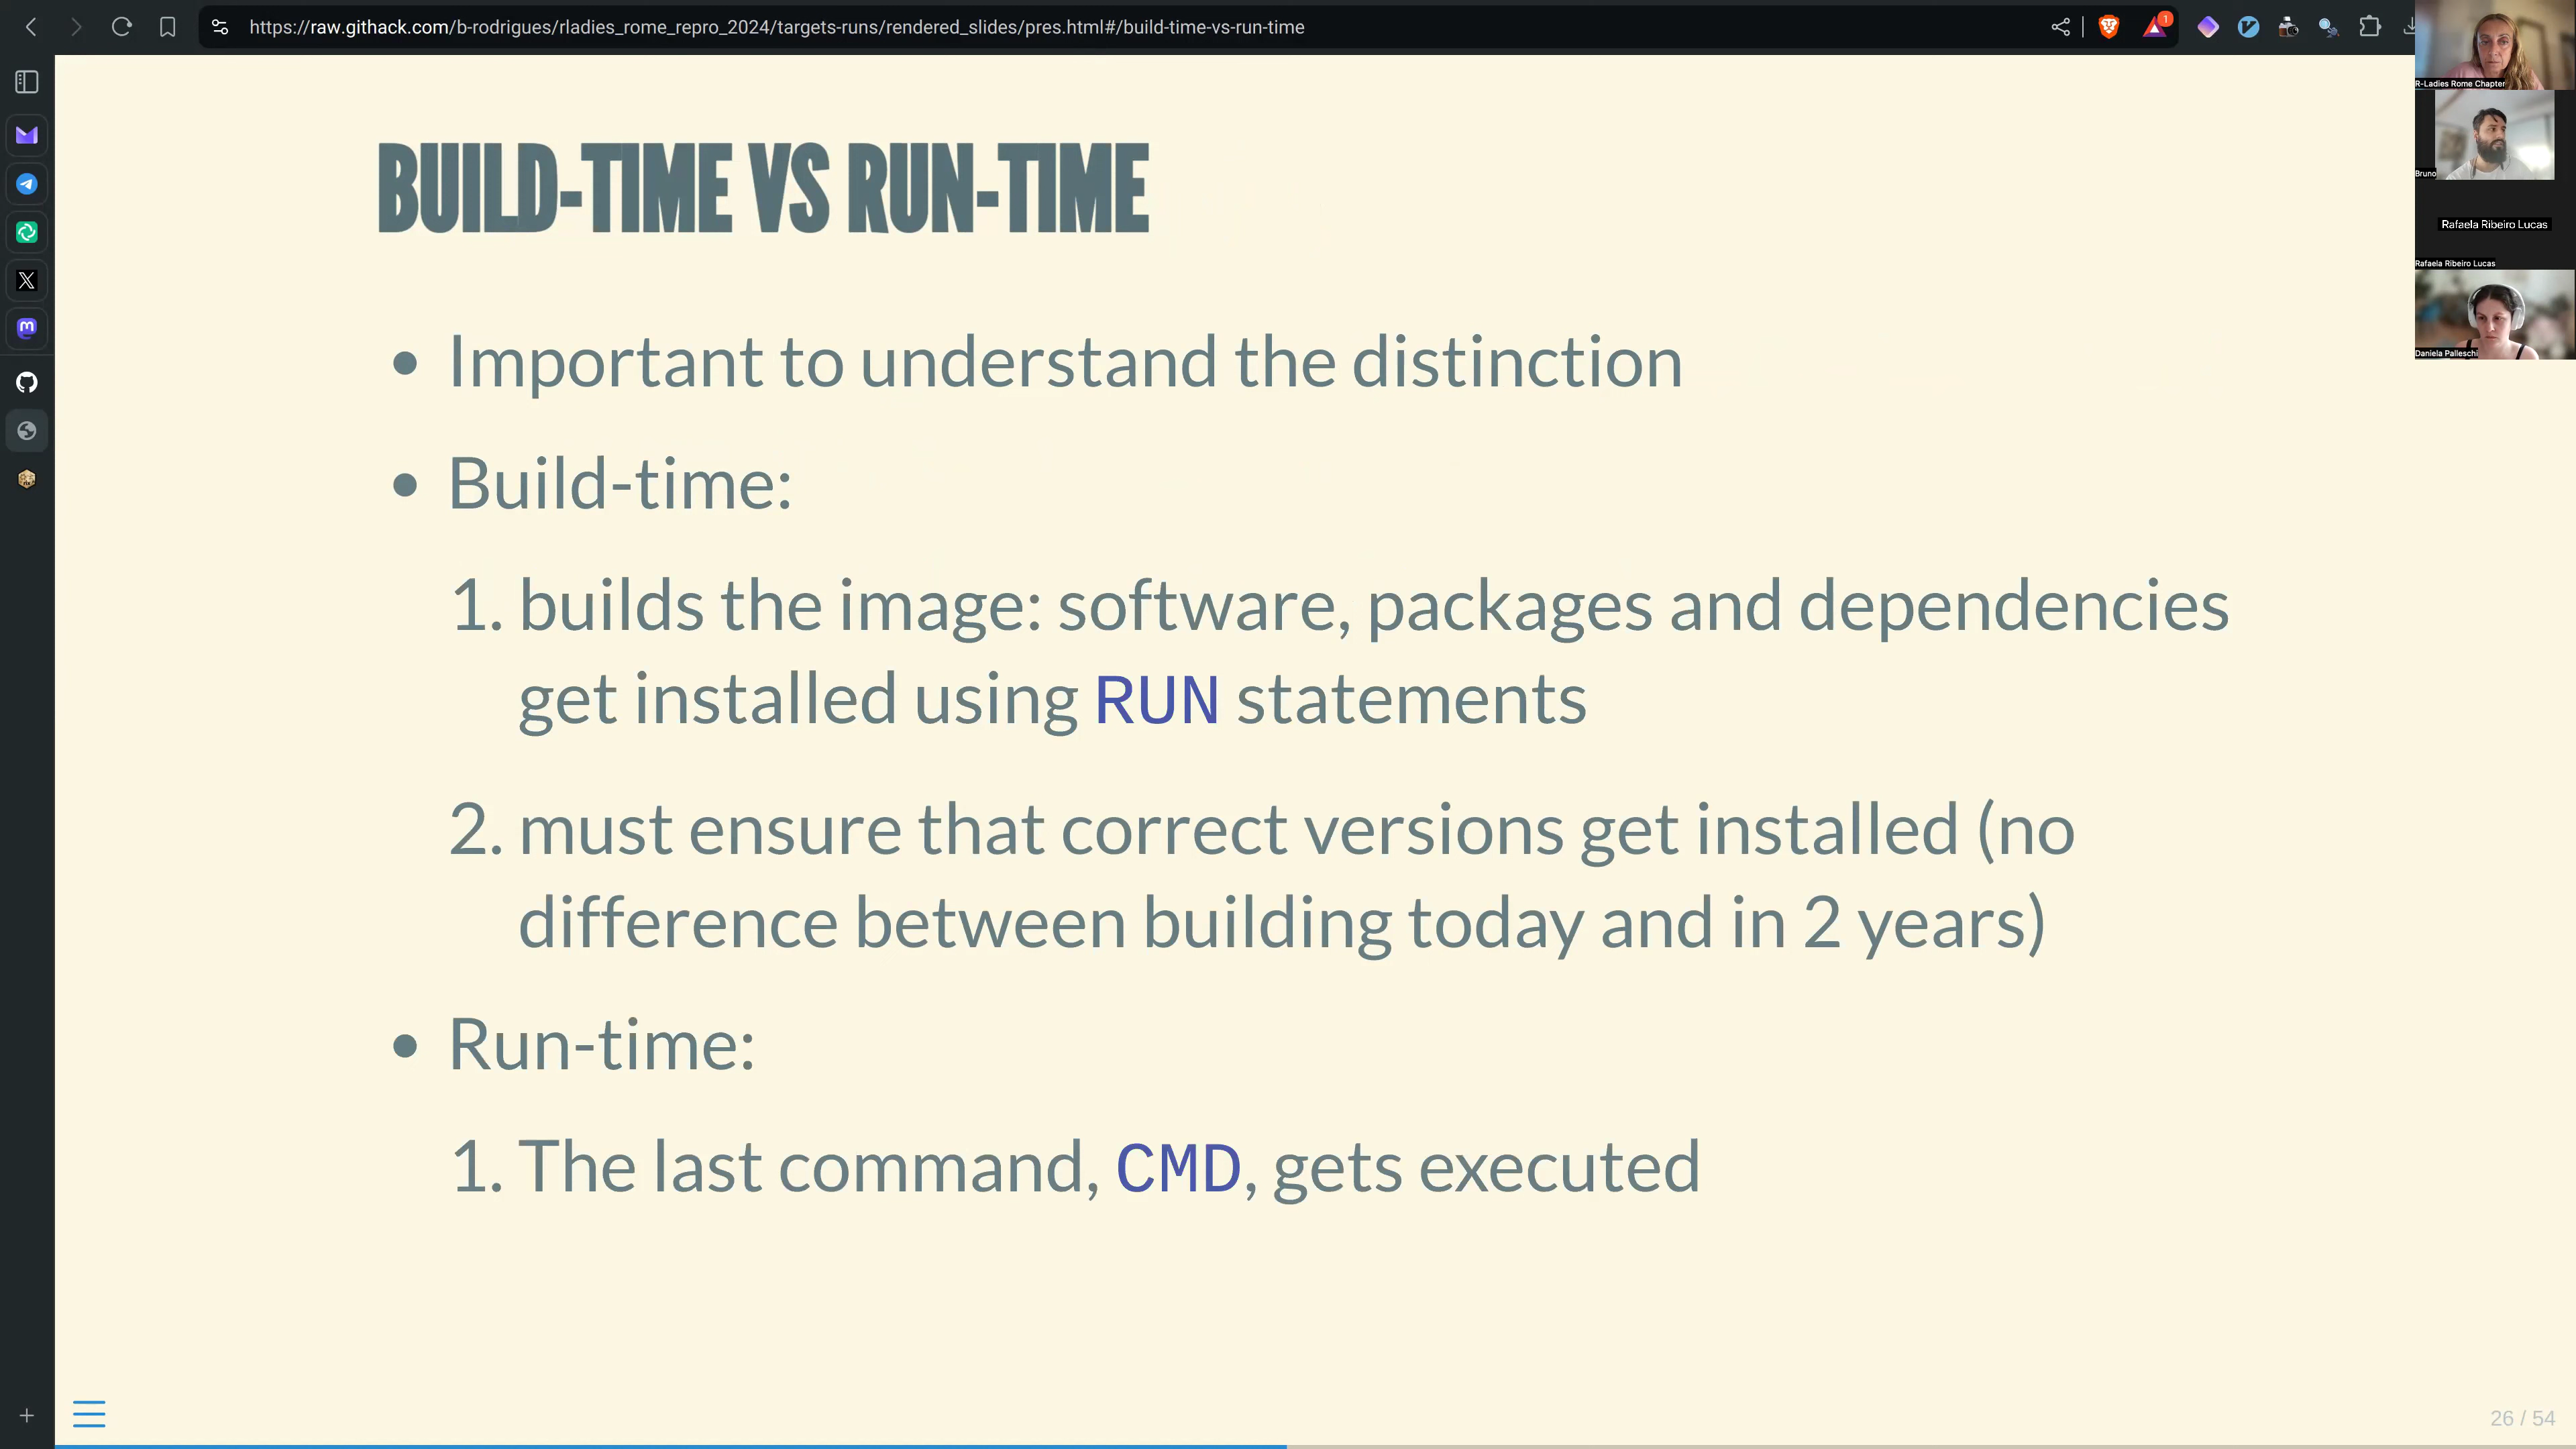 https://raw.githack.com/b-rodrigues/rladies_rome_repro_2024/targets-runs/rendered_slides/pres.html#/build-time-vs-run-time
1
R-Ladies Rome Chapter
Bruno
Rafaela Ribeiro Lucas
Rafaela Ribeiro Lucas
Daniela Palleschi
BUILD-TIME VS RUN-TIME
• Important to understand the distinction
• Build-time:
1. builds the image: software, packages and dependencies
get installed using RUN statements
2. must ensure that correct versions get installed (no
difference between building today and in 2 years)
• Run-time:
1. The last command, CMD, gets executed
26 / 54